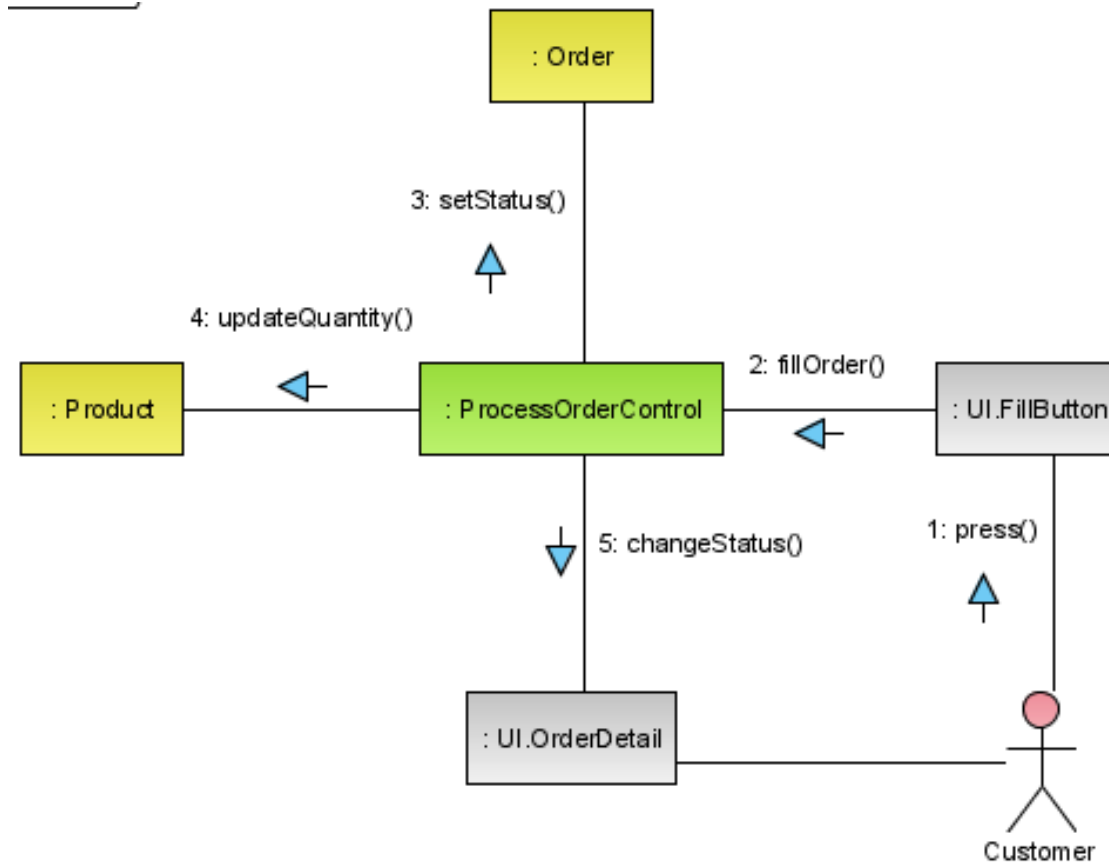 : Order
3: setStatus()
4: updateQuantity()
2: fillOrder()
: Product
: ProcessOrderControl
: UI.FillButton
5: changeStatus()
1: press()
: UI.OrderDetail
Customer